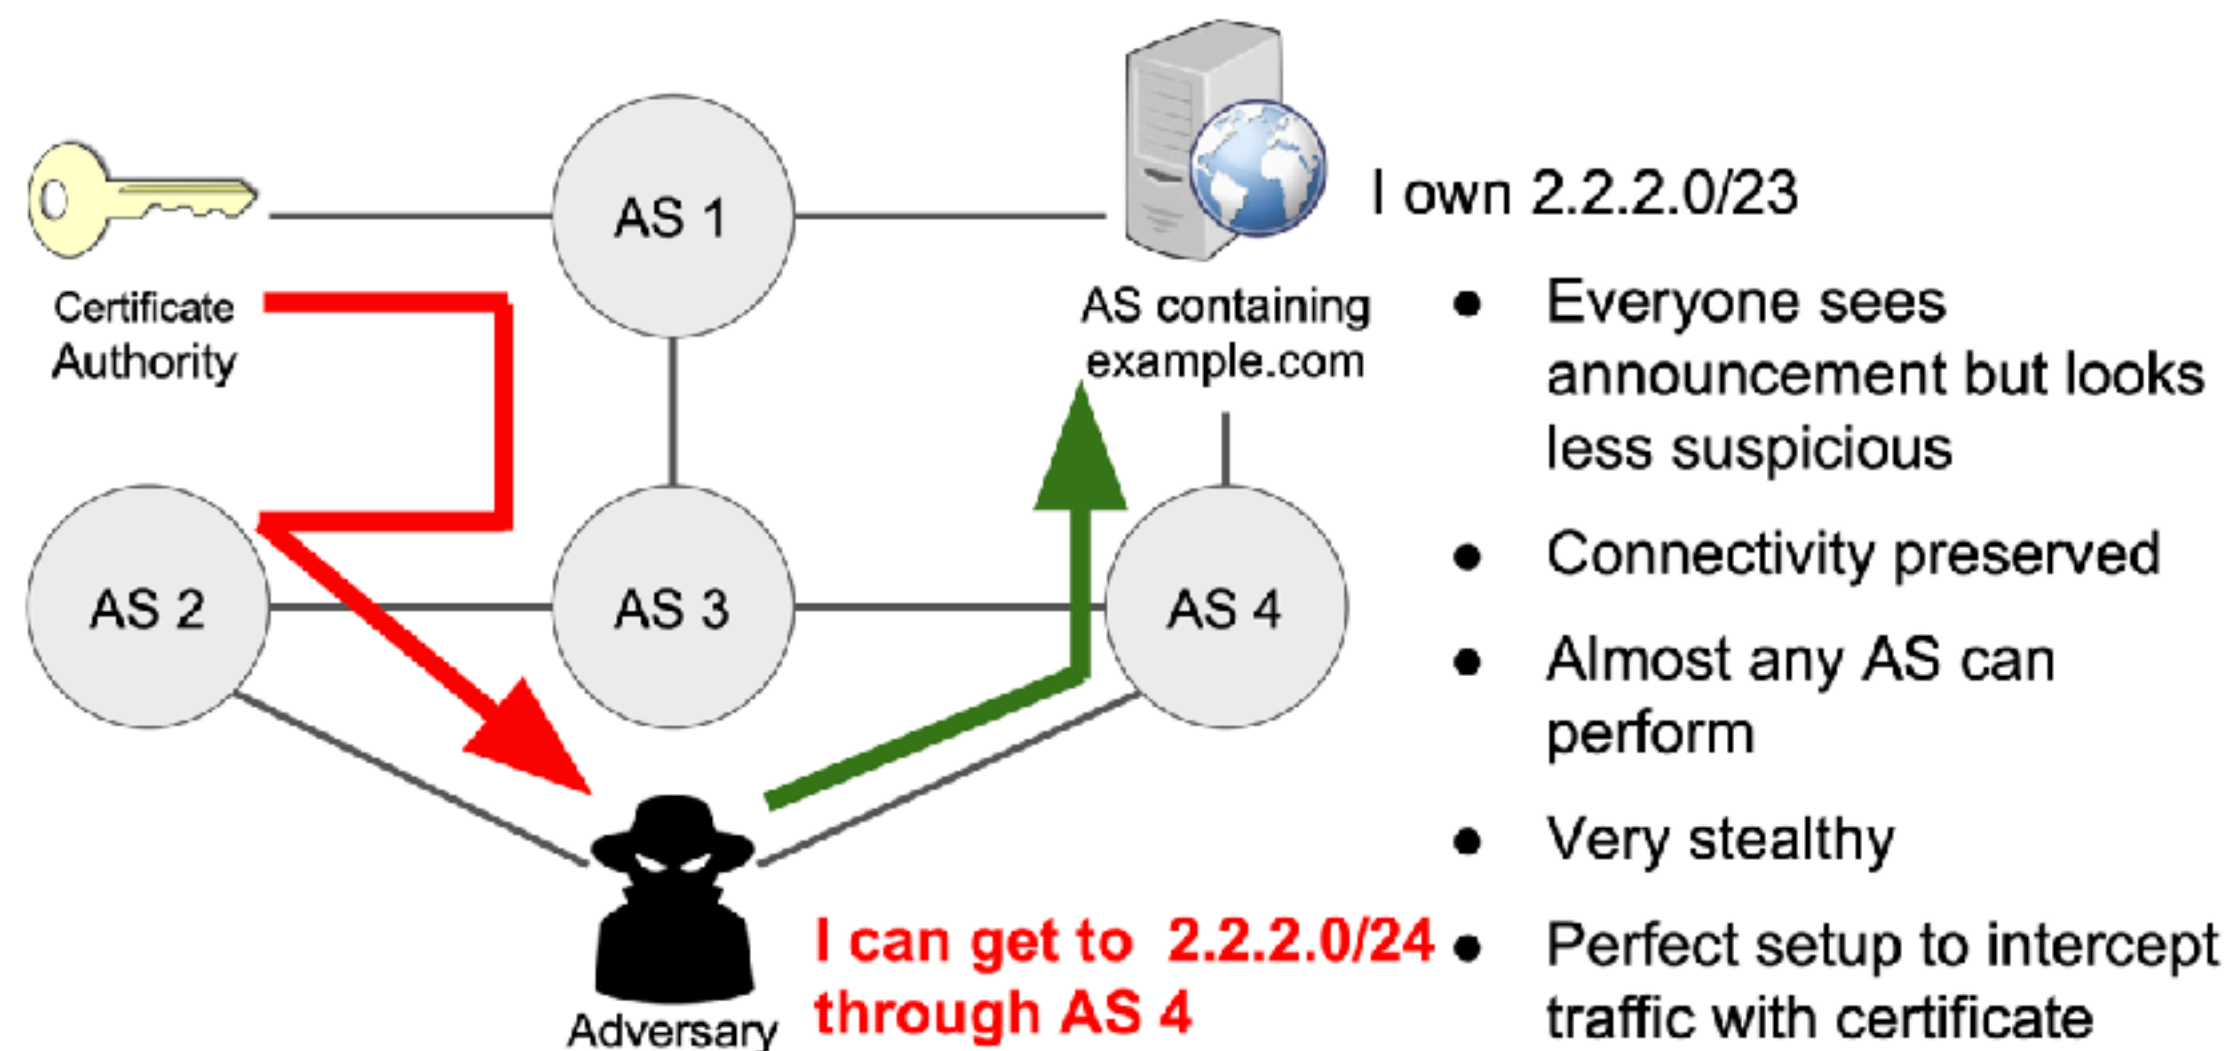 AS 1
I own 2.2.2.0/23
Certificate
Authority
AS containing
example.com
AS 2
AS 3
AS 4
Adversary
I can get to 2.2.2.0/24
through AS 4
● Everyone sees
announcement but looks
less suspicious
● Connectivity preserved
● Almost any AS can
perform
● Very stealthy
● Perfect setup to intercept
traffic with certificate